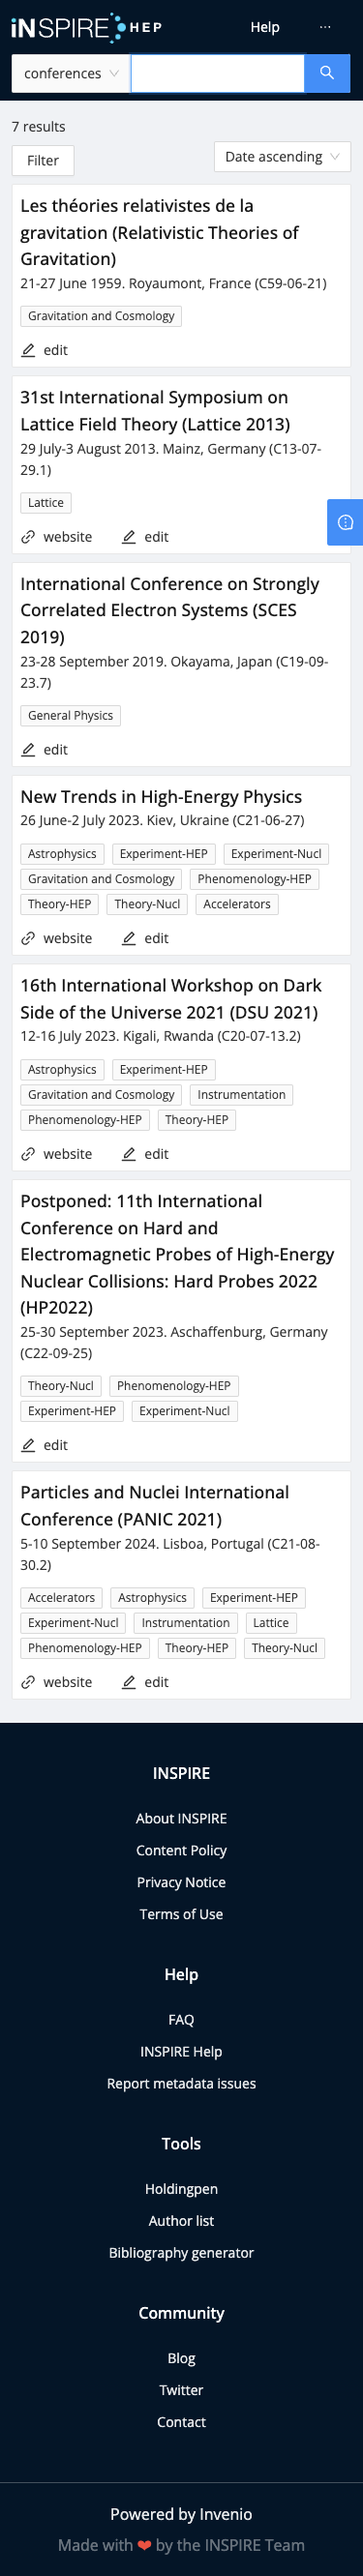 iNSPIRE HEP
Help
...
conferences
7 results
Filter
Date ascending
Les théories relativistes de la
gravitation (Relativistic Theories of
Gravitation)
21-27 June 1959. Royaumont, France (C59-06-21)
Gravitation and Cosmology
edit
31st International Symposium on
Lattice Field Theory (Lattice 2013)
29 July-3 August 2013. Mainz, Germany (C13-07-
29.1)
Lattice
website edit
International Conference on Strongly
Correlated Electron Systems (SCES
2019)
23-28 September 2019. Okayama, Japan (C19-09-
23.7)
General Physics
edit
New Trends in High-Energy Physics
26 June-2 July 2023. Kiev, Ukraine (C21-06-27)
Astrophysics Experiment-HEP Experiment-Nucl
Gravitation and Cosmology Phenomenology-HEP
Theory-HEP Theory-Nucl Accelerators
website edit
16th International Workshop on Dark
Side of the Universe 2021 (DSU 2021)
12-16 July 2023. Kigali, Rwanda (C20-07-13.2)
Astrophysics Experiment-HEP
Gravitation and Cosmology Instrumentation
Phenomenology-HEP Theory-HEP
website edit
Postponed: 11th International
Conference on Hard and
Electromagnetic Probes of High-Energy
Nuclear Collisions: Hard Probes 2022
(HP2022)
25-30 September 2023. Aschaffenburg, Germany
(C22-09-25)
Theory-Nucl Phenomenology-HEP
Experiment-HEP Experiment-Nucl
edit
Particles and Nuclei International
Conference (PANIC 2021)
5-10 September 2024. Lisboa, Portugal (C21-08-
30.2)
Accelerators Astrophysics Experiment-HEP
Experiment-Nucl Instrumentation Lattice
Phenomenology-HEP Theory-HEP Theory-Nucl
website edit
INSPIRE
About INSPIRE
Content Policy
Privacy Notice
Terms of Use
Help
FAQ
INSPIRE Help
Report metadata issues
Tools
Holdingpen
Author list
Bibliography generator
Community
Blog
Twitter
Contact
Powered by Invenio
Made with ❤ by the INSPIRE Team